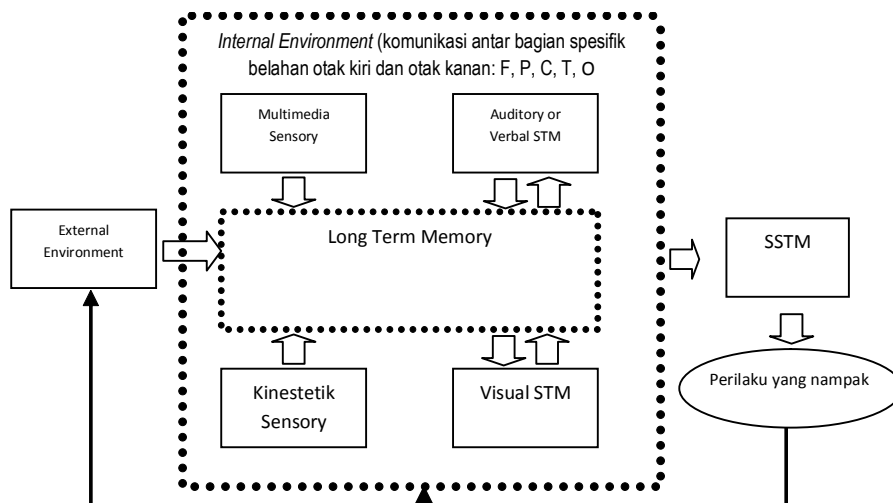 Internal Environment (komunikasi antar bagian spesifik
belahan otak kiri dan otak kanan: F, P, C, T, O
Multimedia
Sensory
Auditory or
Verbal STM
External
Environment
Long Term Memory
SSTM
Kinestetik
Sensory
Visual STM
Perilaku yang nampak